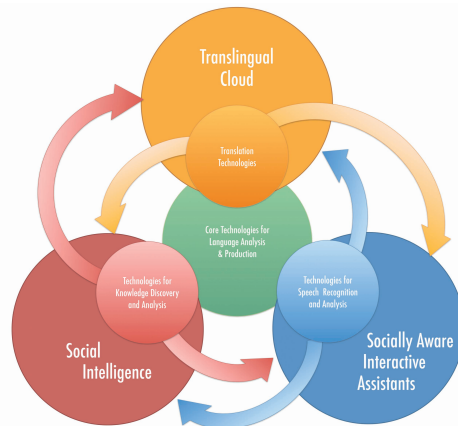 Translingual
Cloud
Translation
Technologies
Core Technologies for
Language Analysis
& Production
Technologies for
Knowledge Discovery
and Analysis
Technologies for
Speech Recognition
and Analysis
Social
Intelligence
Socially Aware
Interactive
Assistants